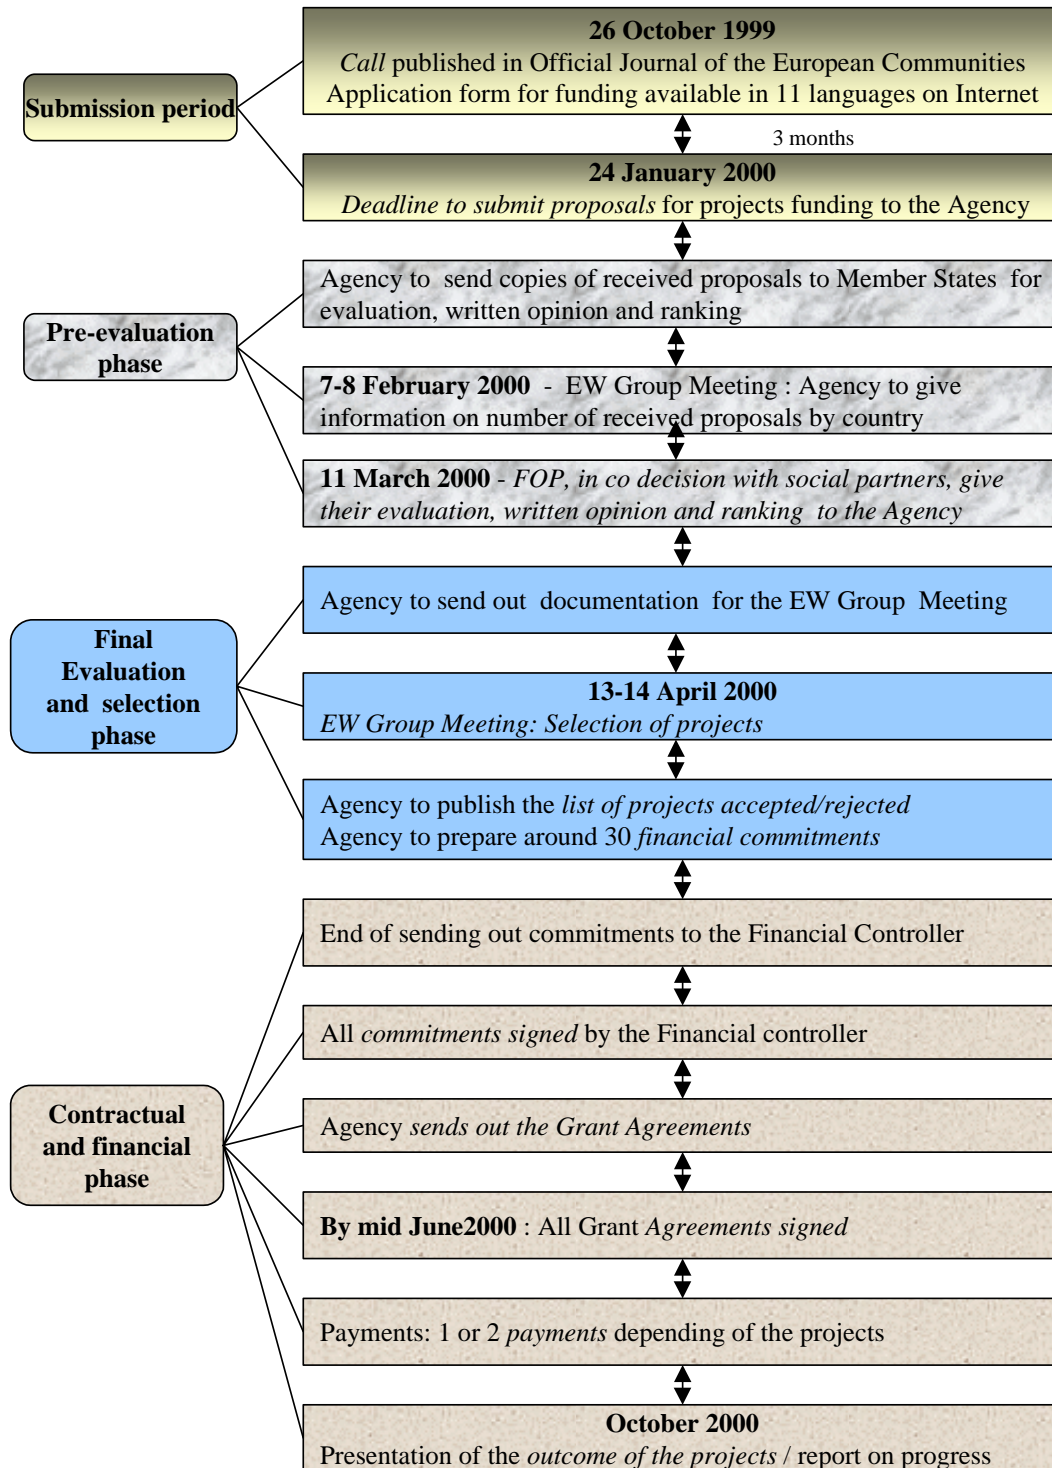 26 October 1999
Call published in Official Journal of the European Communities
Application form for funding available in 11 languages on Internet
Submission period
3 months
24 January 2000
Deadline to submit proposals for projects funding to the Agency
Agency to send copies of received proposals to Member States for
evaluation, written opinion and ranking
Pre-evaluation
phase
7-8 February 2000 - EW Group Meeting : Agency to give
information on number of received proposals by country
11 March 2000 - FOP, in co decision with social partners, give
their evaluation, written opinion and ranking to the Agency
Agency to send out documentation for the EW Group Meeting
Final
Evaluation
and selection
phase
13-14 April 2000
EW Group Meeting: Selection of projects
Agency to publish the list of projects accepted/rejected
Agency to prepare around 30 financial commitments
End of sending out commitments to the Financial Controller
All commitments signed by the Financial controller
Contractual
and financial
phase
Agency sends out the Grant Agreements
By mid June2000 : All Grant Agreements signed
Payments: 1 or 2 payments depending of the projects
October 2000
Presentation of the outcome of the projects / report on progress